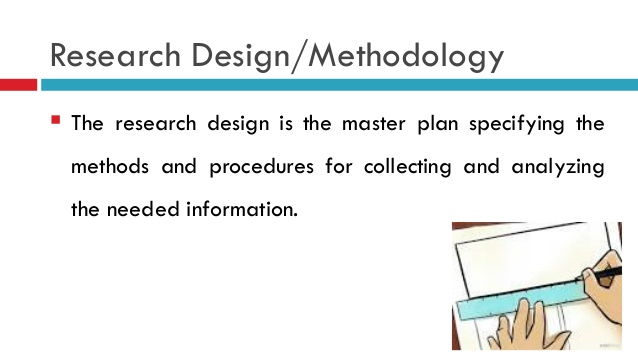 Research Design/Methodology
The research design is the master plan specifying the
methods and procedures for collecting and analyzing
the needed information.